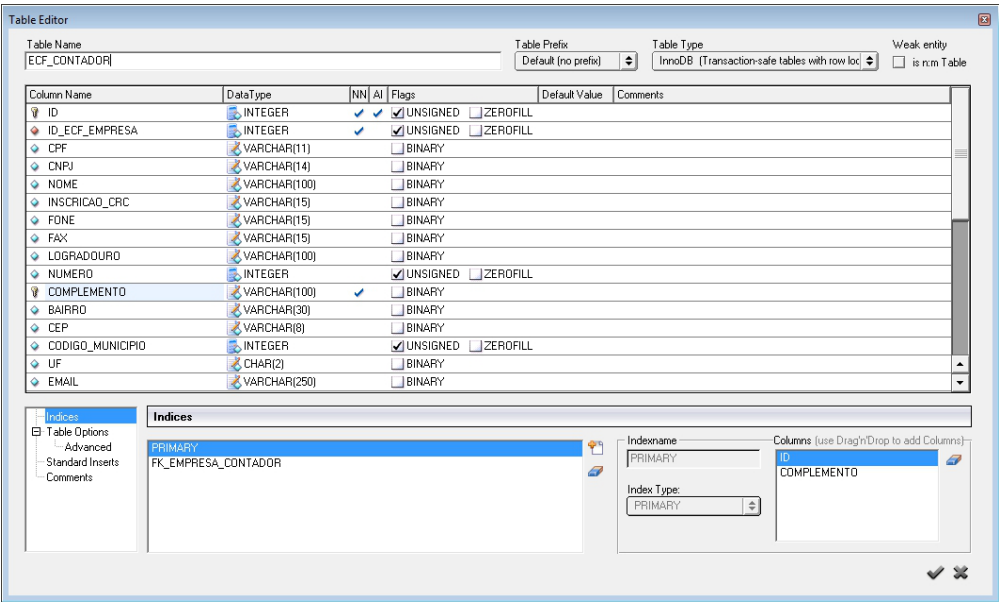 Table Editor
Table Name Table Prefix Table Type Weak entity
ECF_CONTADOR Default (no prefix) InnoDB (Transaction-safe tables with row loc is n:m Table
Column Name DataType NN AI Flags Default Value Comments
ID INTEGER UNSIGNED ZEROFILL
ID_ECF_EMPRESA INTEGER UNSIGNED ZEROFILL
CPF VARCHAR(11) BINARY
CNPJ VARCHAR(14) BINARY
NOME VARCHAR(100) BINARY
INSCRICAO_CRC VARCHAR(15) BINARY
FONE VARCHAR(15) BINARY
FAX VARCHAR(15) BINARY
LOGRADOURO VARCHAR(100) BINARY
NUMERO INTEGER UNSIGNED ZEROFILL
COMPLEMENTO VARCHAR(100) BINARY
BAIRRO VARCHAR(30) BINARY
CEP VARCHAR(8) BINARY
CODIGO_MUNICIPIO INTEGER UNSIGNED ZEROFILL
UF CHAR(2) BINARY
EMAIL VARCHAR(250) BINARY
Indices
Table Options
Advanced
Standard Inserts
Comments
Indices
PRIMARY
FK_EMPRESA_CONTADOR
Indexname
PRIMARY
Index Type:
PRIMARY
Columns (use Drag'n'Drop to add Columns)
ID
COMPLEMENTO